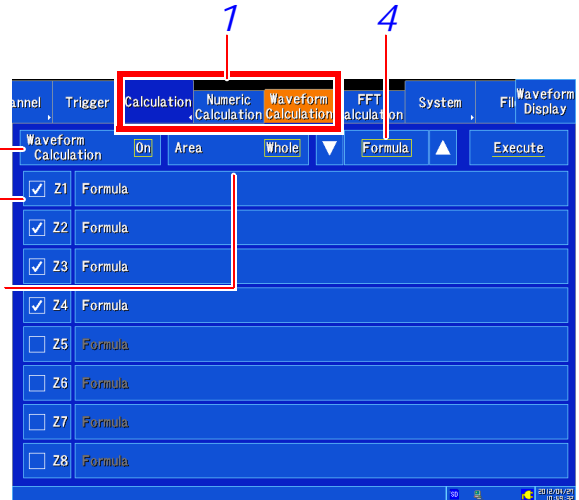 1 4
annel Trigger Calculation Numeric Calculation Waveform Calculation FFT alculation System Fil Waveform Display
Waveform Calculation On Area Whole Formula Execute
Z1 Formula
Z2 Formula
Z3 Formula
Z4 Formula
Z5 Formula
Z6 Formula
Z7 Formula
Z8 Formula
SD